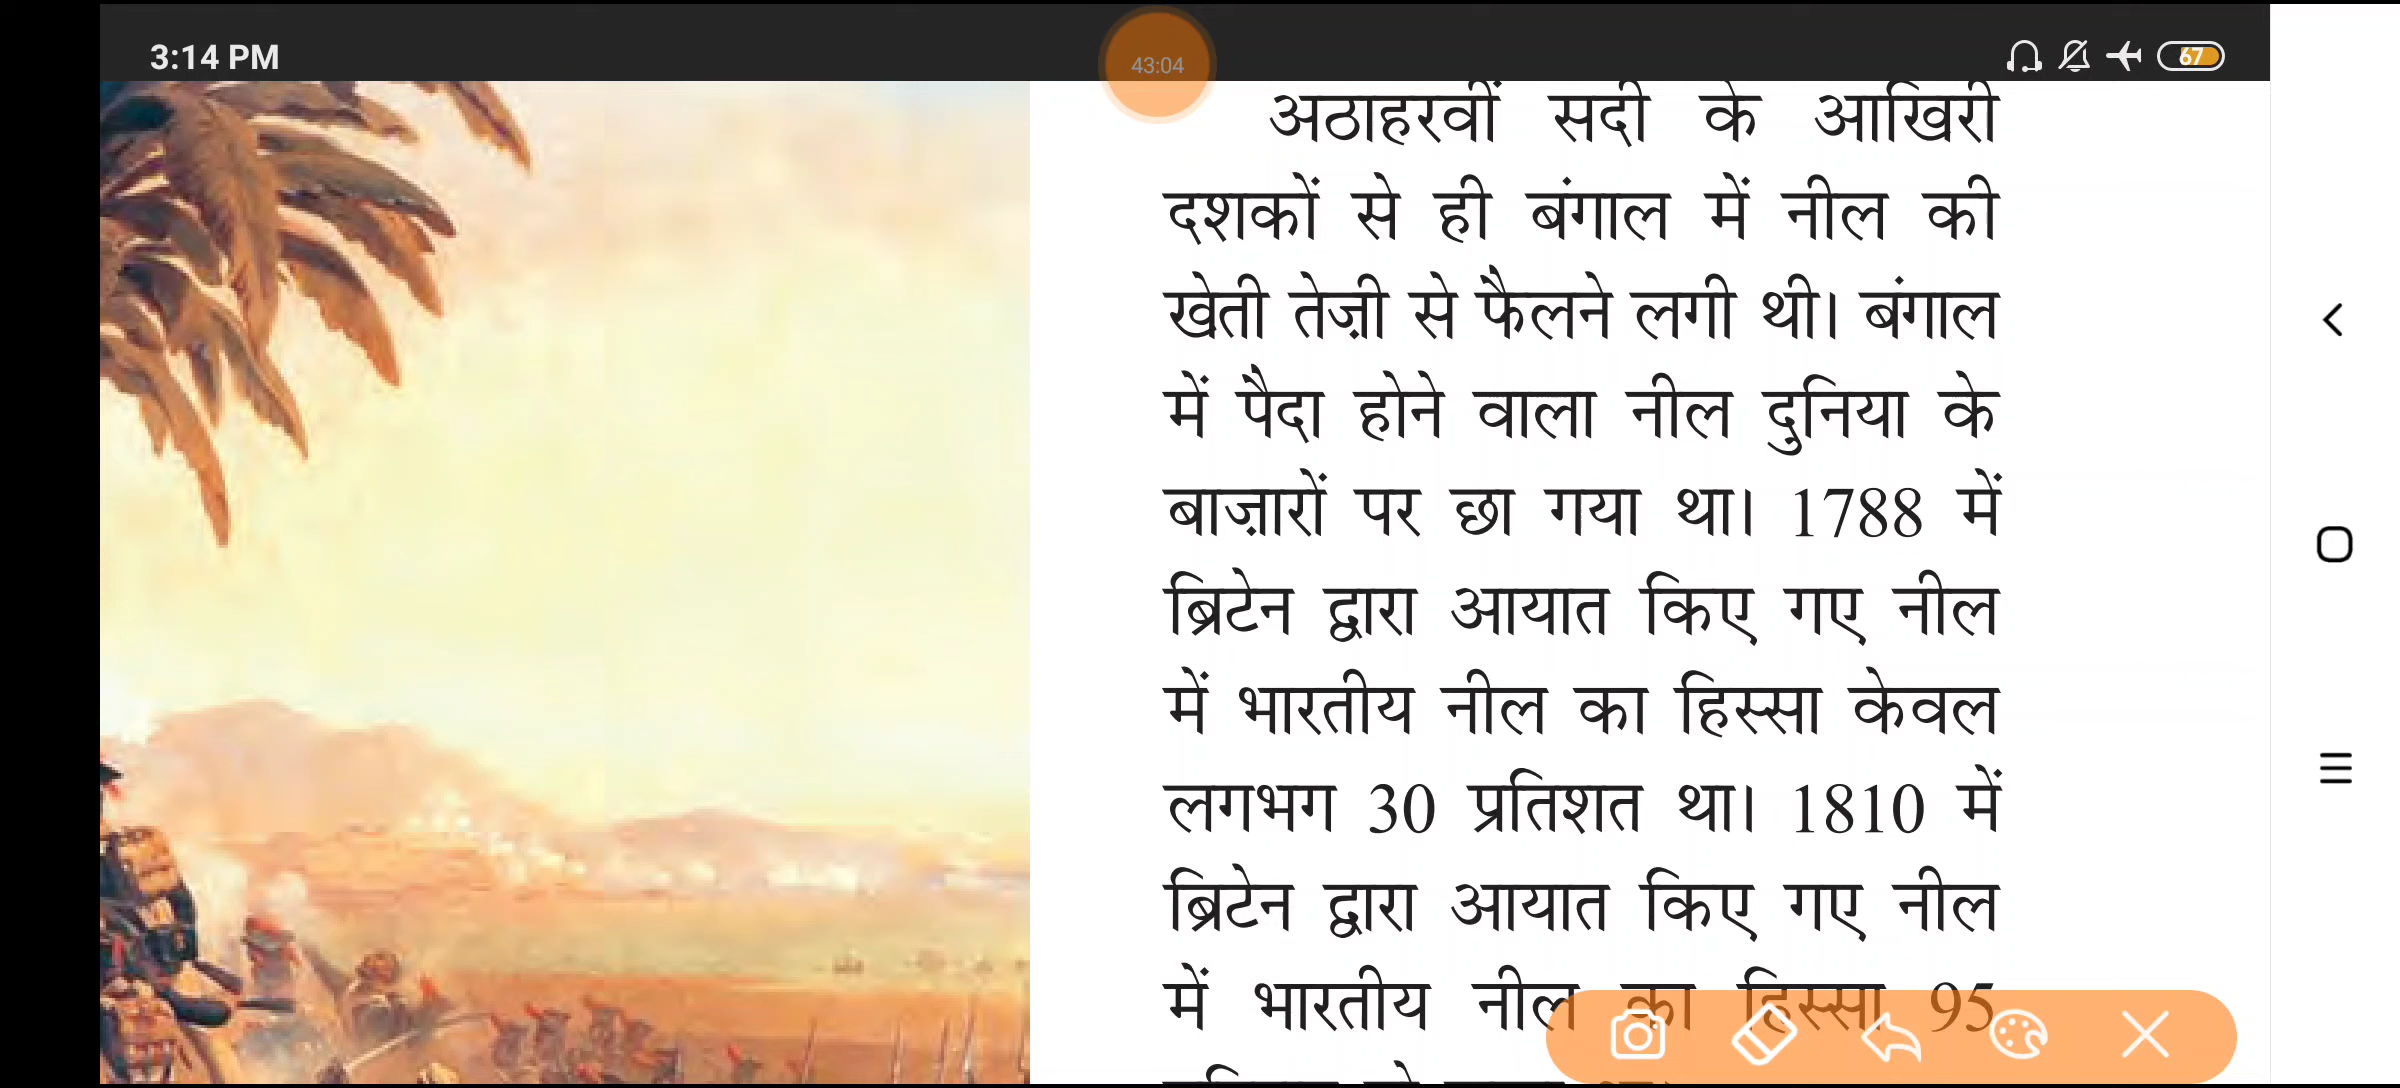 3:14 PM
43:04
67
अठाहरवीं सदी के आखिरी
दशकों से ही बंगाल में नील की
खेती तेज़ी से फैलने लगी थी। बंगाल
में पैदा होने वाला नील दुनिया के
बाज़ारों पर छा गया था। 1788 में
ब्रिटेन द्वारा आयात किए गए नील
में भारतीय नील का हिस्सा केवल
लगभग 30 प्रतिशत था। 1810 में
ब्रिटेन द्वारा आयात किए गए नील
में भारतीय नील का हिस्सा 95